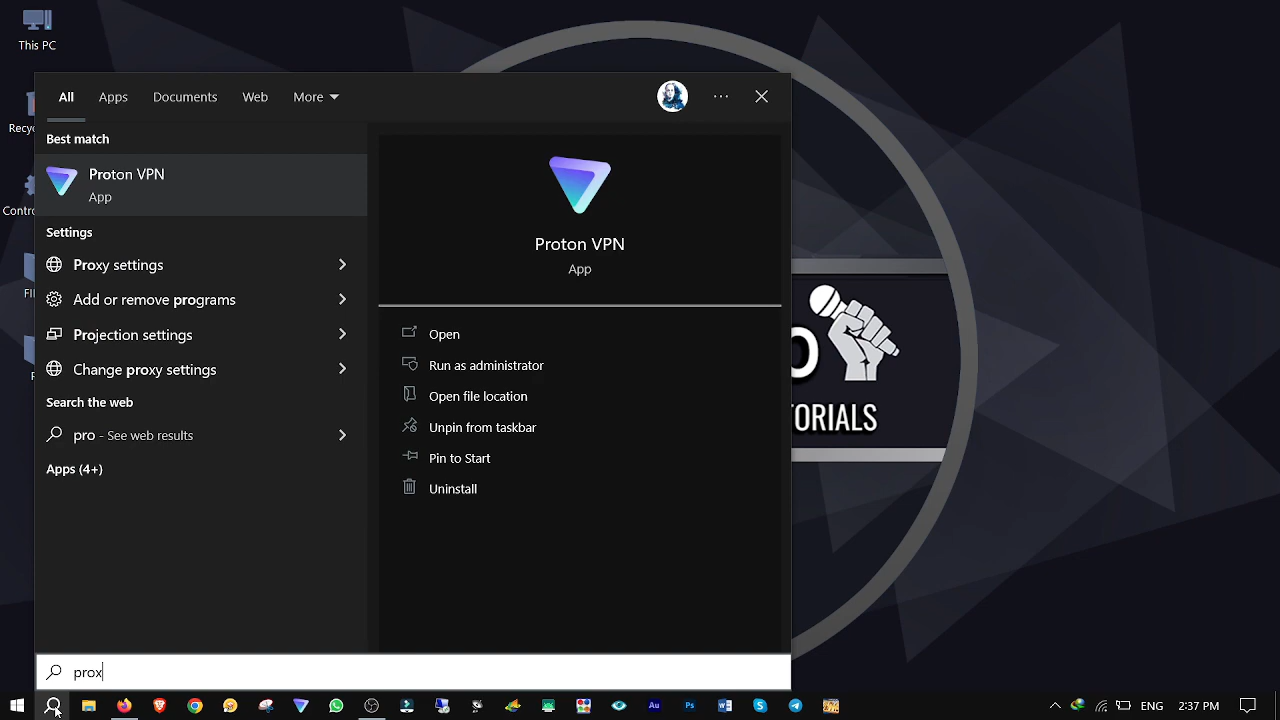 This PC
Recyc
Contro
FIL
F
All
Apps
Documents
Web
More
Best match
Proton VPN
App
Settings
Proxy settings
Add or remove programs
Projection settings
Change proxy settings
Search the web
pro - See web results
Apps (4+)
Proton VPN
App
Open
Run as administrator
Open file location
Unpin from taskbar
Pin to Start
Uninstall
O
TORIALS
prox
Au
Ps
ENG
2:37 PM